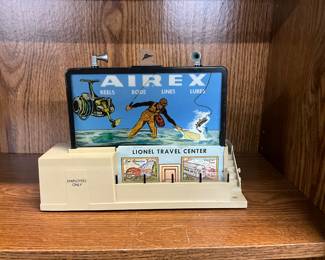 AIREX
REELS RODS LINES LURES
LIONEL TRAVEL CENTER
EMPLOYEES
ONLY